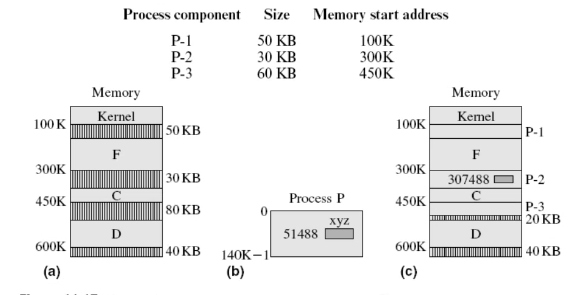 Process component Size Memory start address
P-1 50 KB 100K
P-2 30 KB 300K
P-3 60 KB 450K
Memory
Kernel
100K
50 KB
F
300K
30 KB
C
450K
80 KB
D
600K
40 KB
(a)
Process P
0
xyz
51488
140K−1
(b)
Memory
Kernel
100K
P-1
F
300K
307488
P-2
C
450K
P-3
20 KB
D
600K
40 KB
(c)